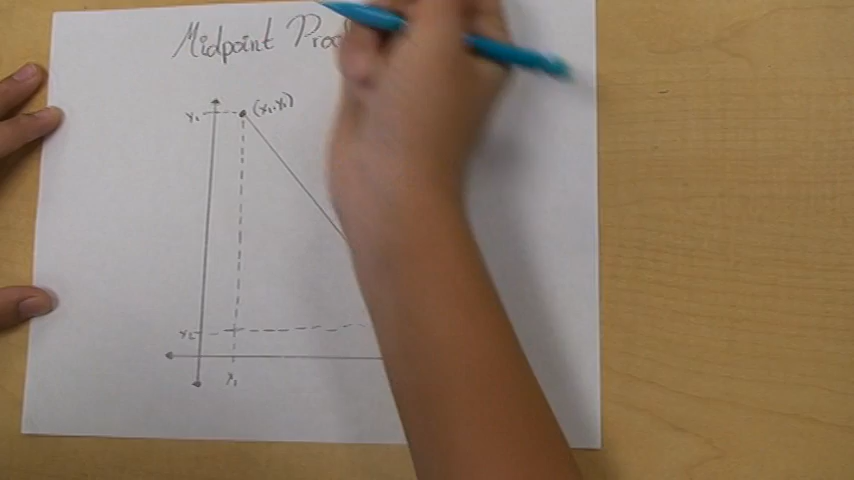 Midpoint
y₁ (x₁, y₁)
y₂
x₁